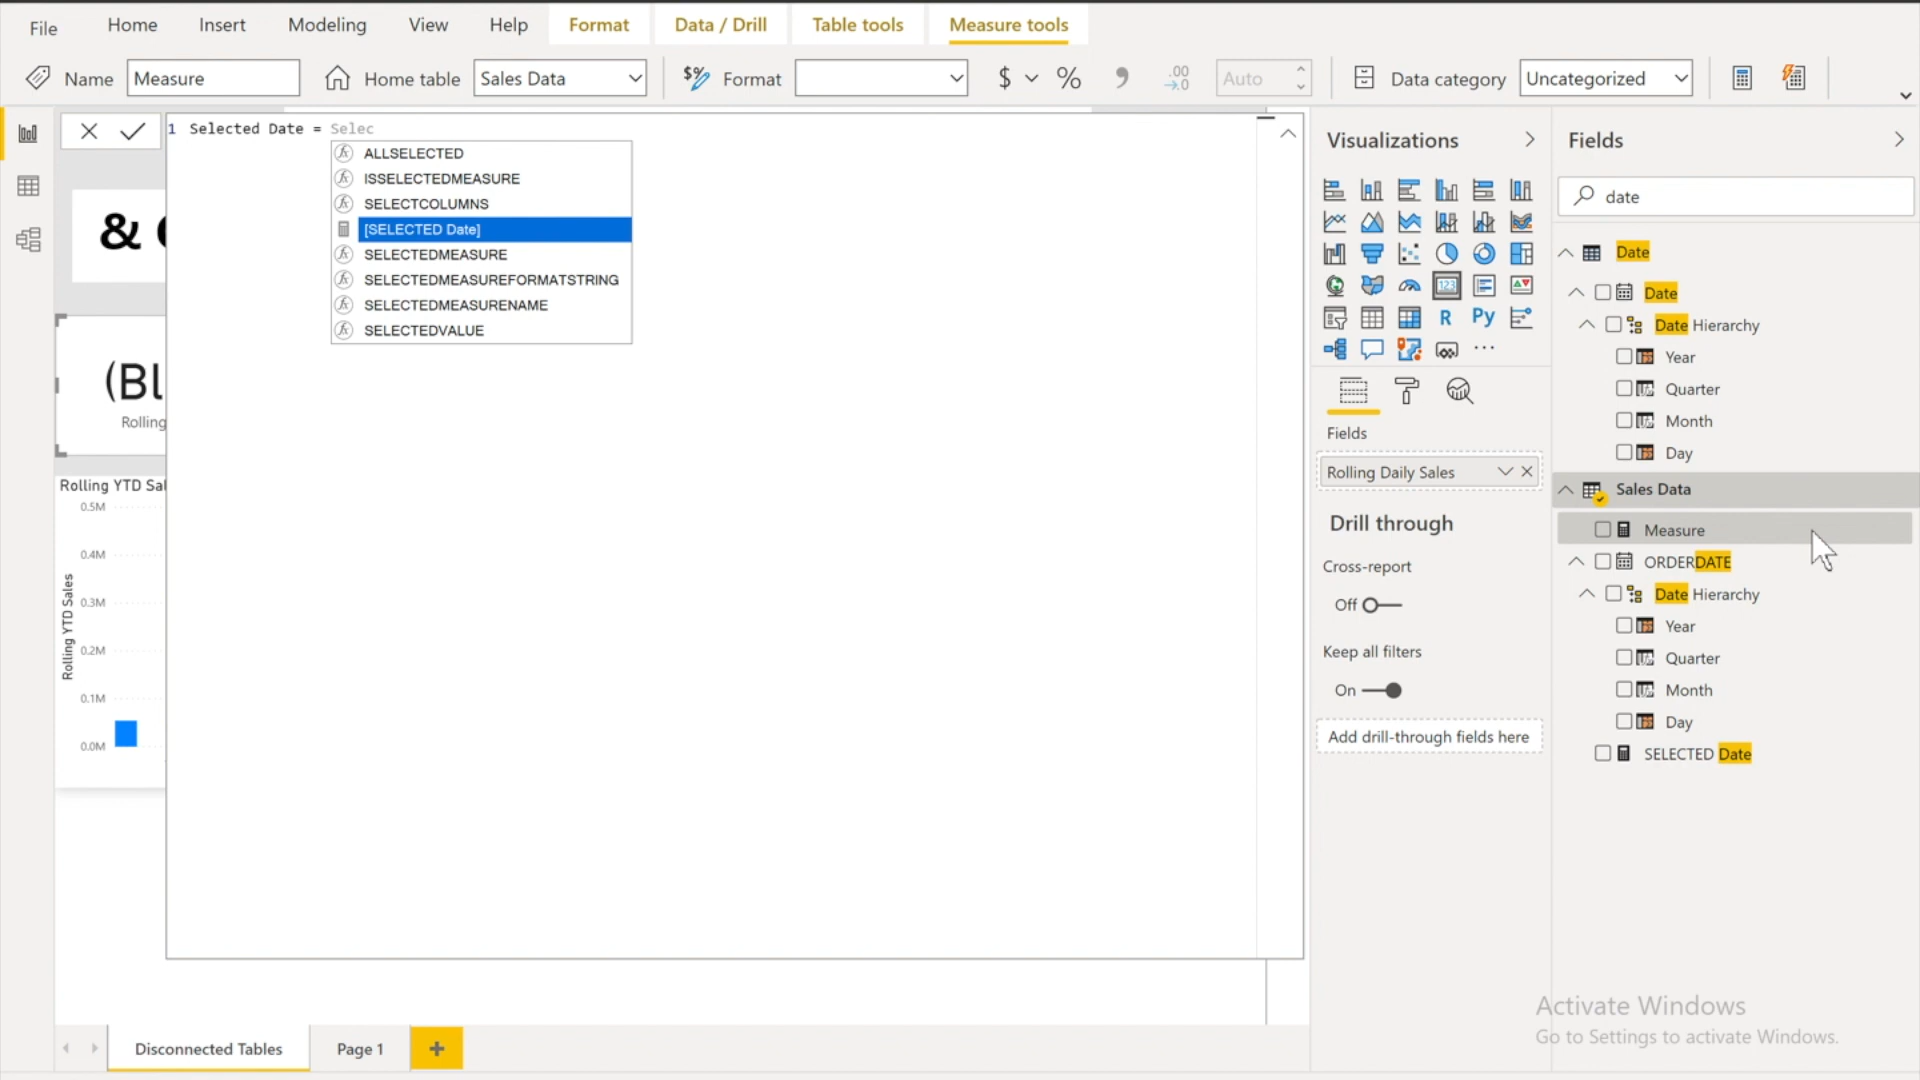 File Home Insert Modeling View Help Format Data / Drill Table tools Measure tools
Name Measure Home table Sales Data $% Format $ % , .00 →.0 Auto Data category Uncategorized
1 Selected Date = Selec
ALLSELECTED
ISSELECTEDMEASURE
SELECTCOLUMNS
[SELECTED Date]
SELECTEDMEASURE
SELECTEDMEASUREFORMATSTRING
SELECTEDMEASURENAME
SELECTEDVALUE
&
(Bl
Rolling
Rolling YTD Sal
0.5M
0.4M
0.3M
0.2M
0.1M
0.0M
Rolling YTD Sales
Visualizations
123
R Py
Fields
Rolling Daily Sales
Drill through
Cross-report
Off
Keep all filters
On
Add drill-through fields here
Fields
date
Date
Date
Date Hierarchy
Year
Quarter
Month
Day
Sales Data
Measure
ORDERDATE
Date Hierarchy
Year
Quarter
Month
Day
SELECTED Date
Activate Windows
Go to Settings to activate Windows.
Disconnected Tables Page 1 +